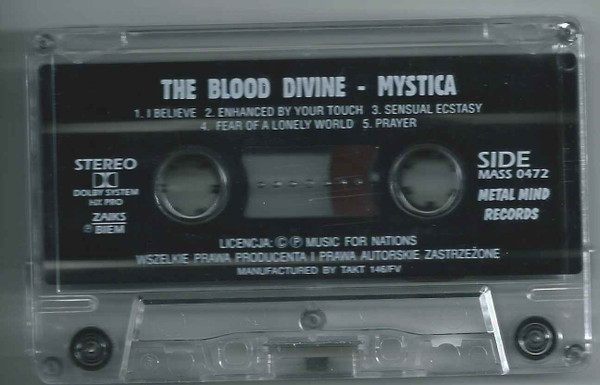 THE BLOOD DIVINE - MYSTICA
1. I BELIEVE 2. ENHANCED BY YOUR TOUCH 3. SENSUAL ECSTASY
4. FEAR OF A LONELY WORLD 5. PRAYER
STEREO
DOLBY SYSTEM
HX PRO
ZAIKS
℗ BIEM
SIDE
MASS 0472
METAL MIND
RECORDS
LICENCJA: © ℗ MUSIC FOR NATIONS
WSZELKIE PRAWA PRODUCENTA I PRAWA AUTORSKIE ZASTRZEŻONE
MANUFACTURED BY TAKT 146/FV